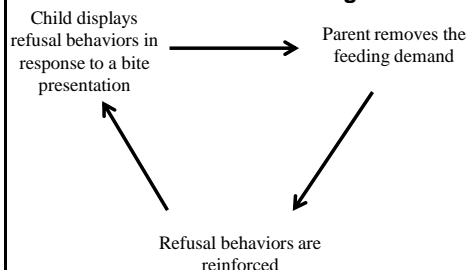 Child displays
refusal behaviors in
response to a bite
presentation
Parent removes the
feeding demand
Refusal behaviors are
reinforced